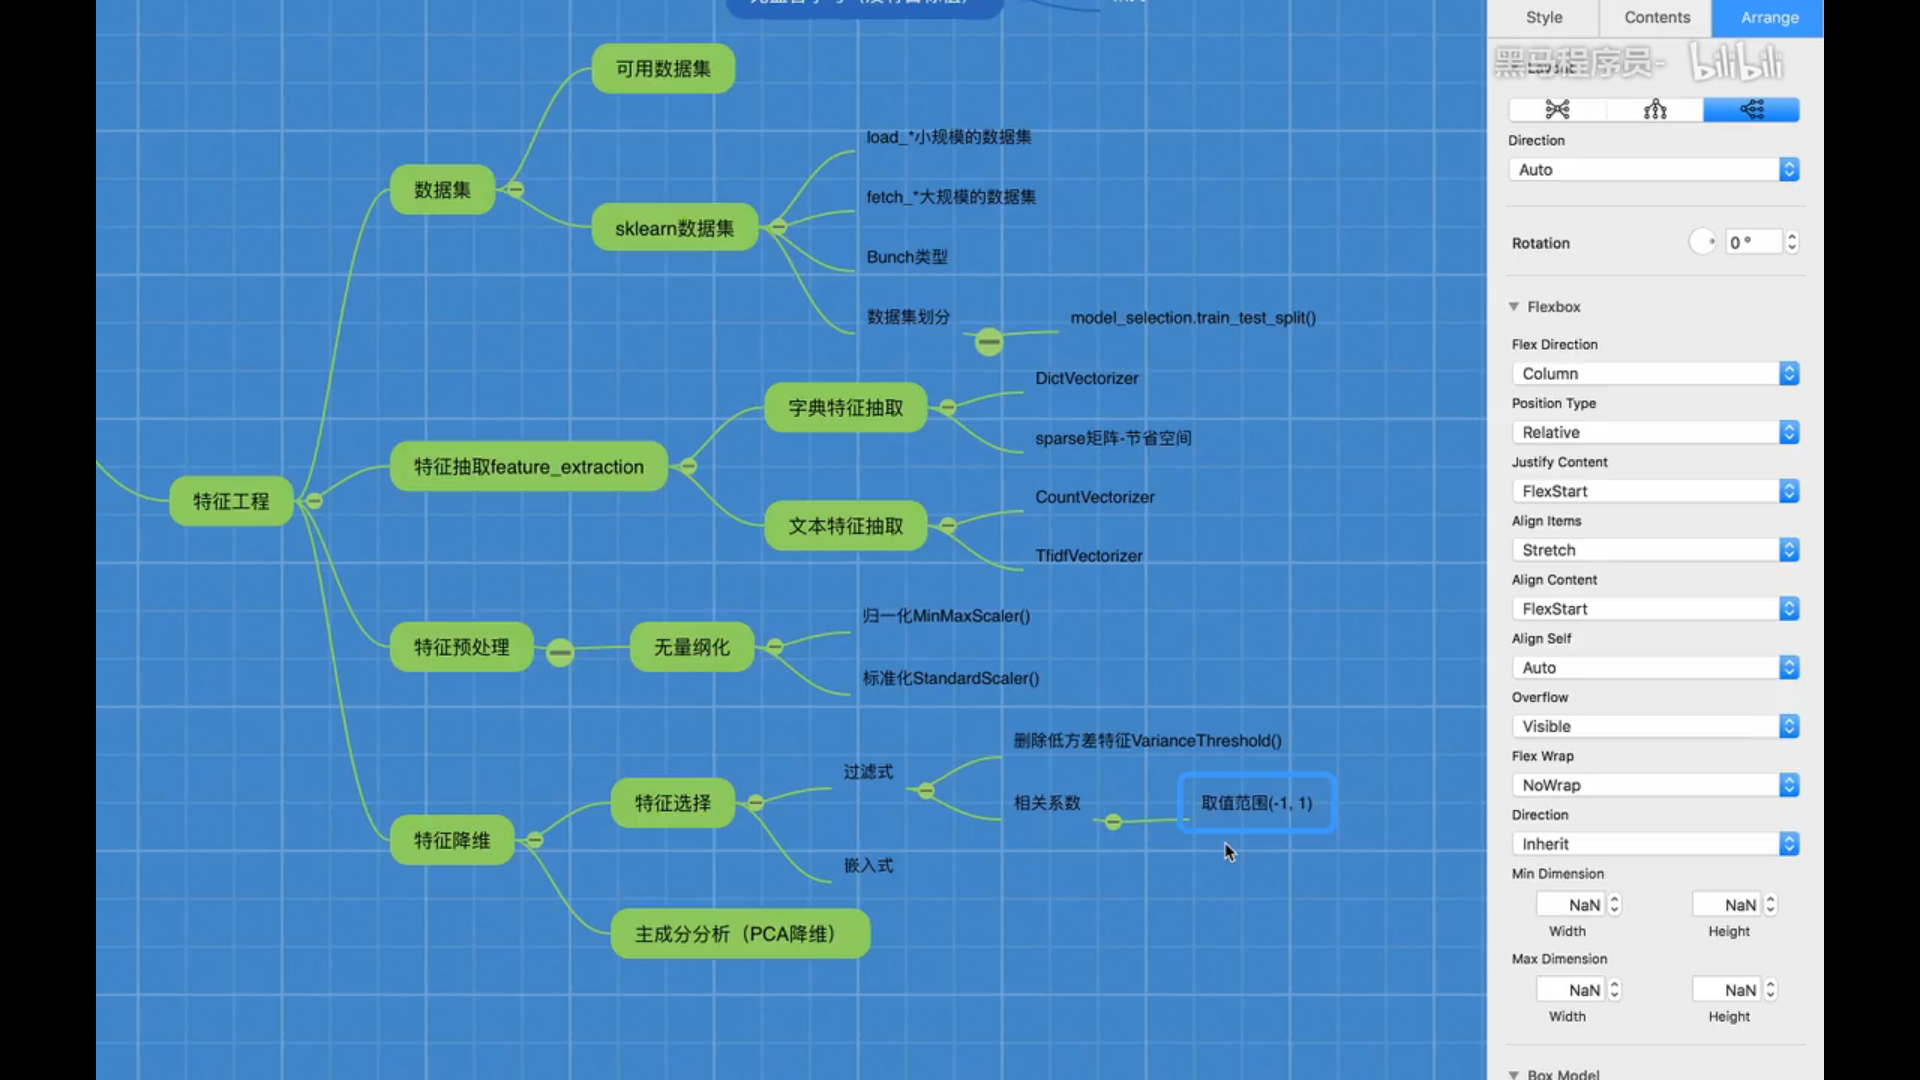 Style
Contents
Arrange
黑马程序员-
bilibili
可用数据集
load_*小规模的数据集
数据集
fetch_*大规模的数据集
sklearn数据集
Bunch类型
数据集划分
model_selection.train_test_split()
DictVectorizer
字典特征抽取
sparse矩阵-节省空间
特征抽取feature_extraction
CountVectorizer
特征工程
文本特征抽取
TfidfVectorizer
归一化MinMaxScaler()
特征预处理
无量纲化
标准化StandardScaler()
删除低方差特征VarianceThreshold()
过滤式
特征选择
相关系数
取值范围(-1, 1)
特征降维
嵌入式
主成分分析（PCA降维）
Direction
Auto
Rotation
0°
Flexbox
Flex Direction
Column
Position Type
Relative
Justify Content
FlexStart
Align Items
Stretch
Align Content
FlexStart
Align Self
Auto
Overflow
Visible
Flex Wrap
NoWrap
Direction
Inherit
Min Dimension
NaN
NaN
Width
Height
Max Dimension
NaN
NaN
Width
Height
Box Model